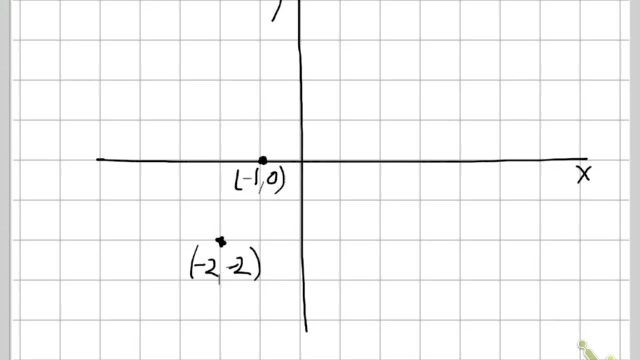 x
(-1,0)
(-2,-2)